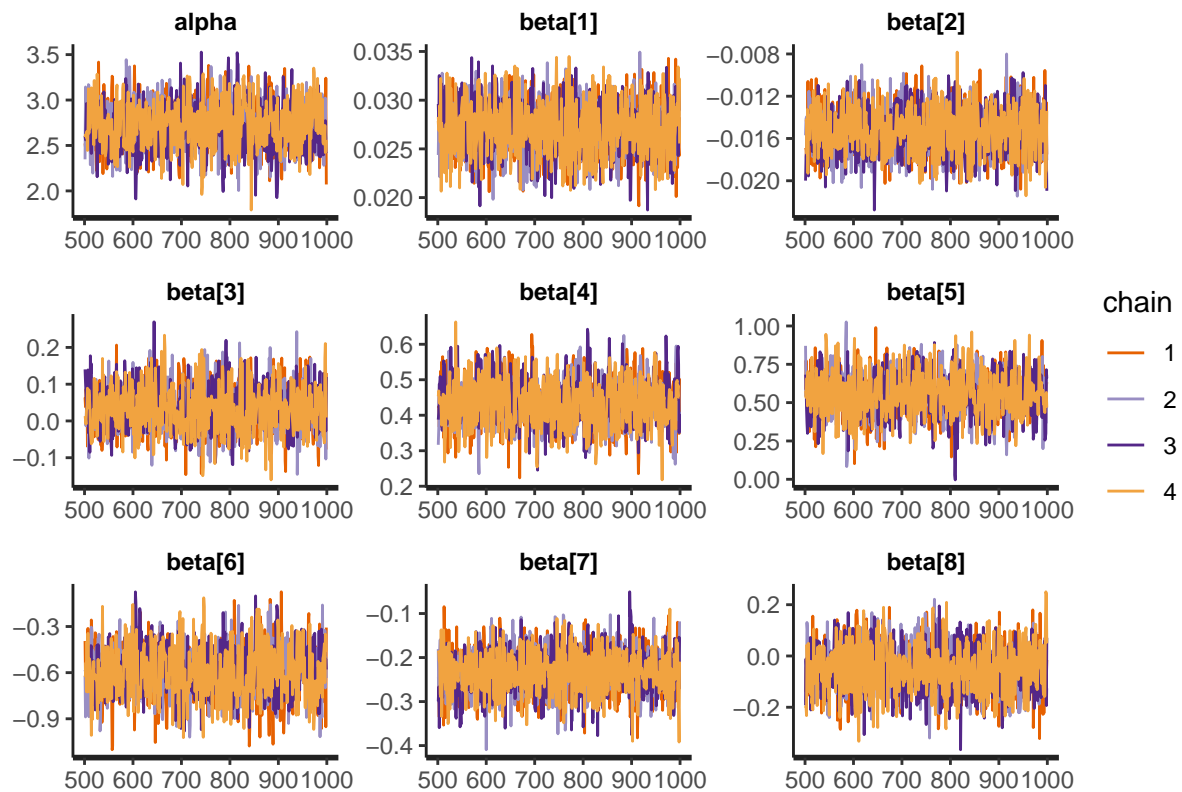 alpha
beta[1]
beta[2]
3.5
3.0
2.5
2.0
0.035
0.030
0.025
0.020
−0.008
−0.012
−0.016
−0.020
500 600 700 800 900 1000
500 600 700 800 900 1000
500 600 700 800 900 1000
beta[3]
beta[4]
beta[5]
0.2
0.1
0.0
−0.1
0.6
0.5
0.4
0.3
0.2
1.00
0.75
0.50
0.25
0.00
500 600 700 800 900 1000
500 600 700 800 900 1000
500 600 700 800 900 1000
chain
1
2
3
4
beta[6]
beta[7]
beta[8]
−0.3
−0.6
−0.9
−0.1
−0.2
−0.3
−0.4
0.2
0.0
−0.2
500 600 700 800 900 1000
500 600 700 800 900 1000
500 600 700 800 900 1000